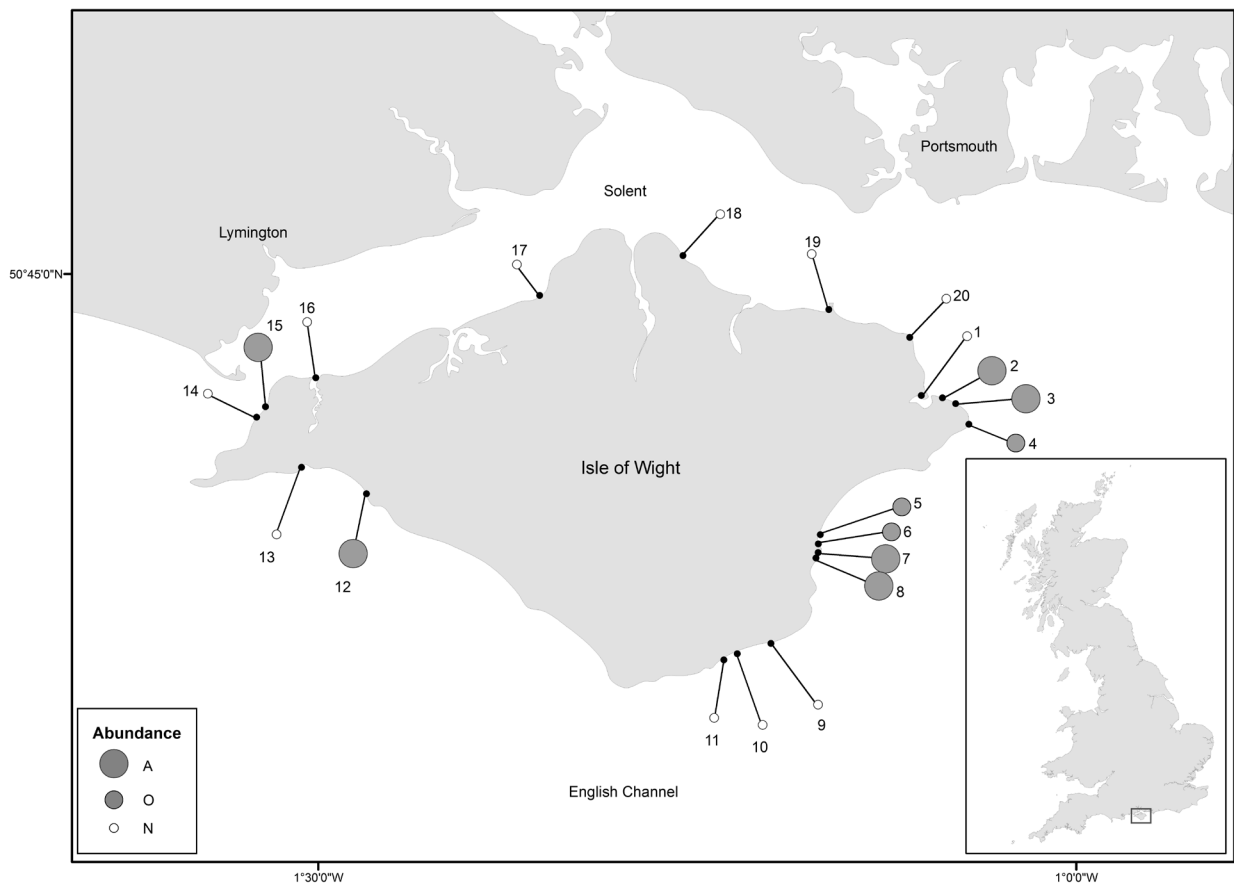 Portsmouth
Solent
18
Lymington
17
19
50°45'0"N
20
16
15
1
2
14
3
4
Isle of Wight
5
6
13
7
12
8
9
11
10
Abundance
A
O
N
English Channel
1°30'0"W
1°0'0"W